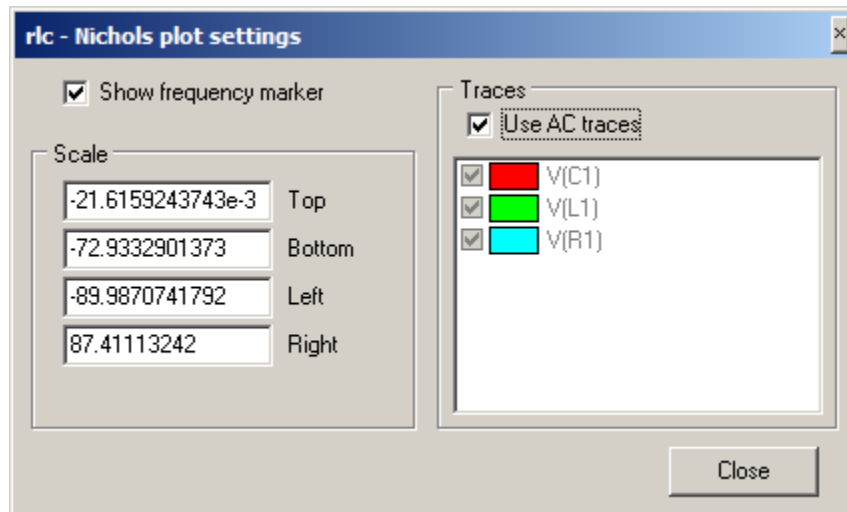 rlc - Nichols plot settings
Show frequency marker
Scale
-21.6159243743e-3 Top
-72.9332901373 Bottom
-89.9870741792 Left
87.41113242 Right
Traces
Use AC traces
V(C1)
V(L1)
V(R1)
Close